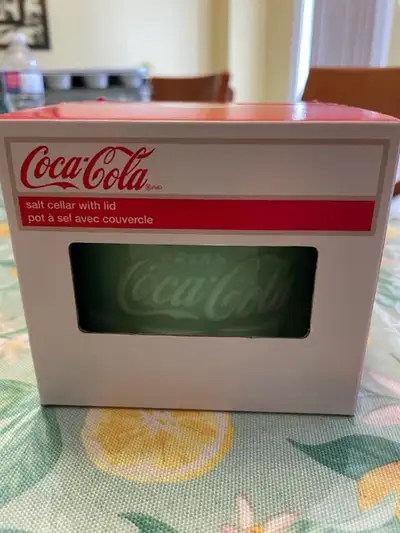 Coca-Cola
salt cellar with lid
pot à sel avec couvercle
Coca-Cola